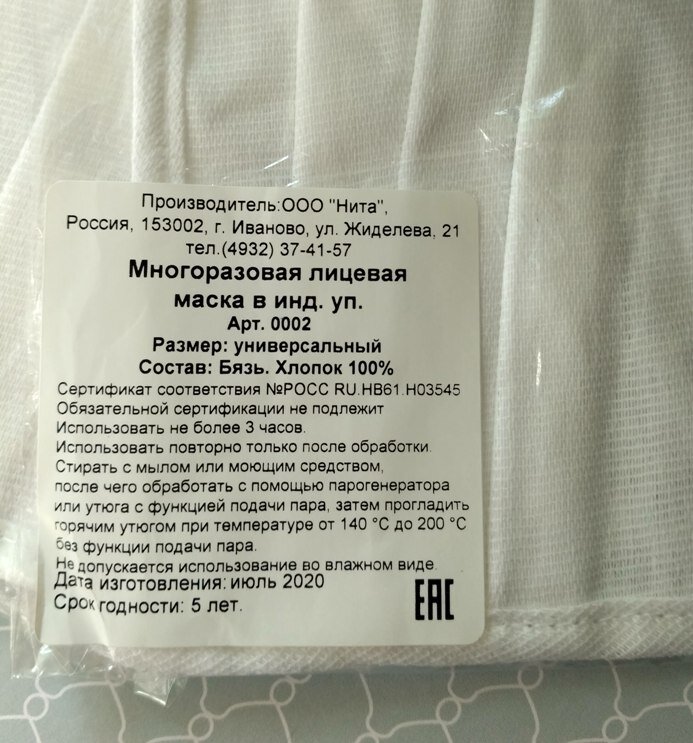 Производитель:ООО "Нита",
Россия, 153002, г. Иваново, ул. Жиделева, 21
тел.(4932) 37-41-57
Многоразовая лицевая
маска в инд. уп.
Арт. 0002
Размер: универсальный
Состав: Бязь. Хлопок 100%
Сертификат соответствия №РОСС RU.НВ61.Н03545
Обязательной сертификации не подлежит
Использовать не более 3 часов.
Использовать повторно только после обработки.
Стирать с мылом или моющим средством,
после чего обработать с помощью парогенератора
или утюга с функцией подачи пара, затем прогладить
горячим утюгом при температуре от 140 °С до 200 °С
без функции подачи пара.
Не допускается использование во влажном виде.
Дата изготовления: июль 2020
Срок годности: 5 лет.
ЕАС